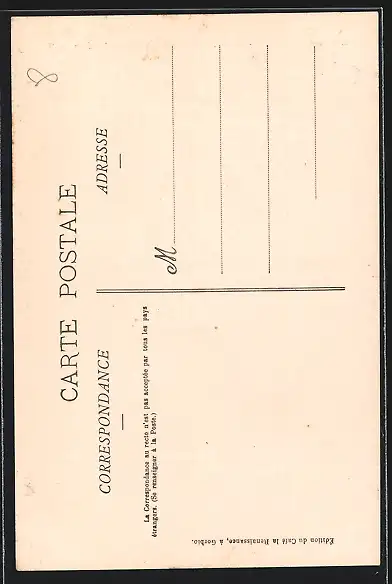 CARTE POSTALE
CORRESPONDANCE
ADRESSE
La Correspondance au recto n'est pas acceptée par tous les pays
étrangers. (Se renseigner à la Poste.)
M
Édition du Café la Renaissance, à Gorbio.
8